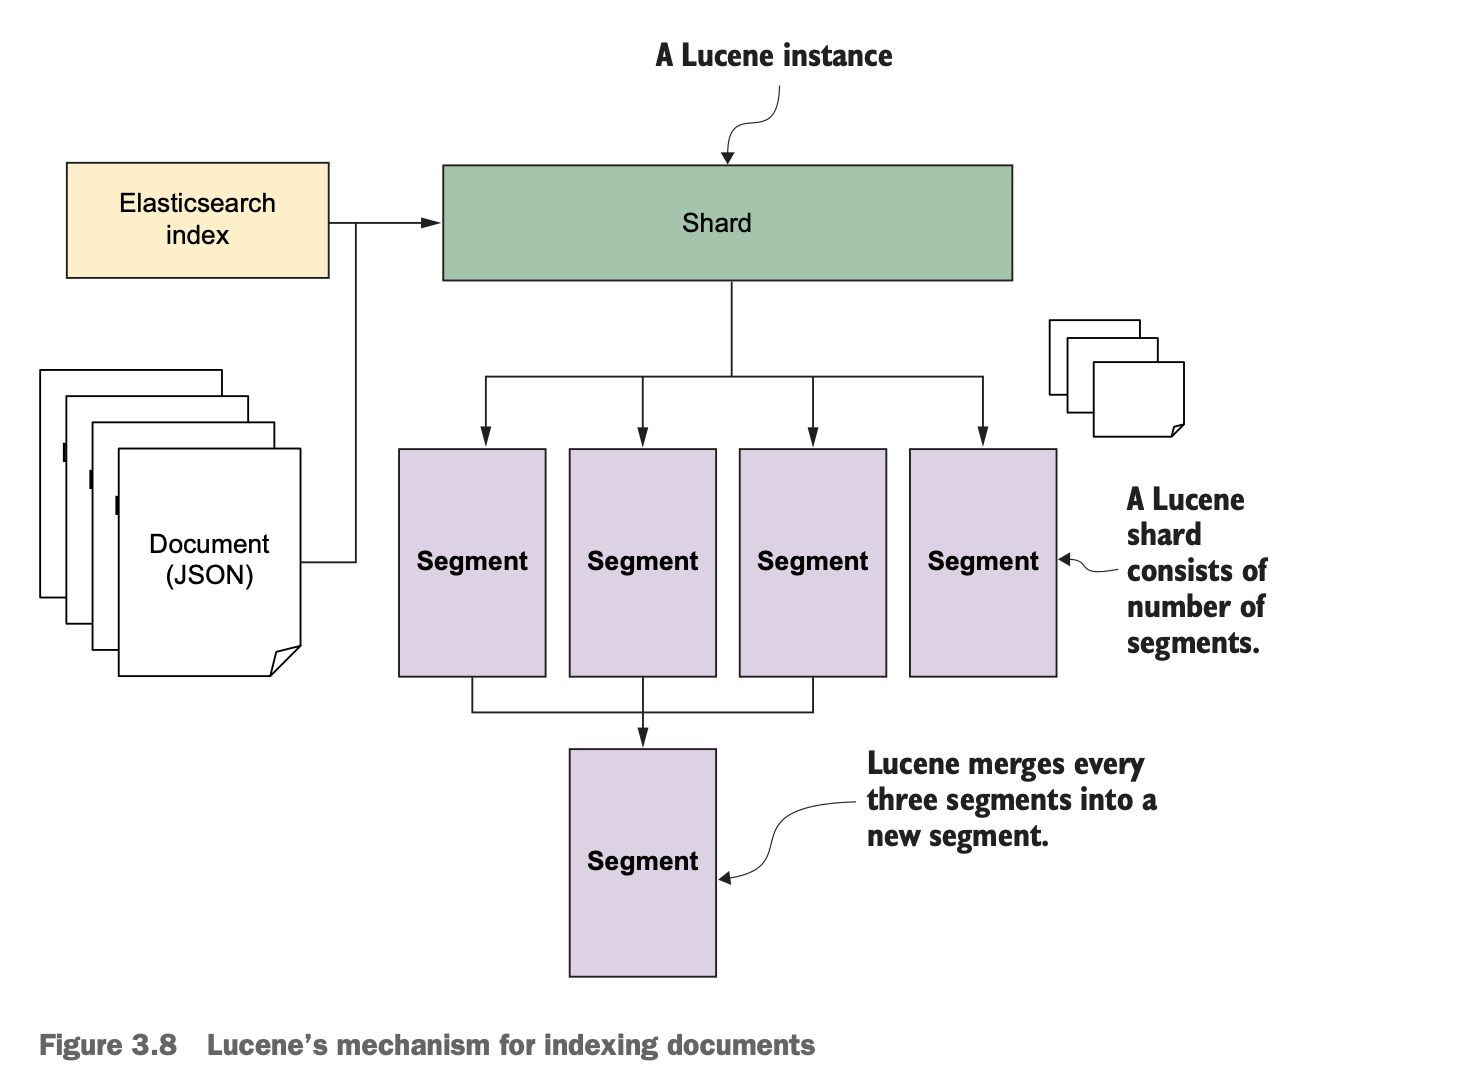 A Lucene instance
Elasticsearch
index
Shard
Document
(JSON)
Segment
Segment
Segment
Segment
A Lucene
shard
consists of
number of
segments.
Segment
Lucene merges every
three segments into a
new segment.
Figure 3.8 Lucene’s mechanism for indexing documents